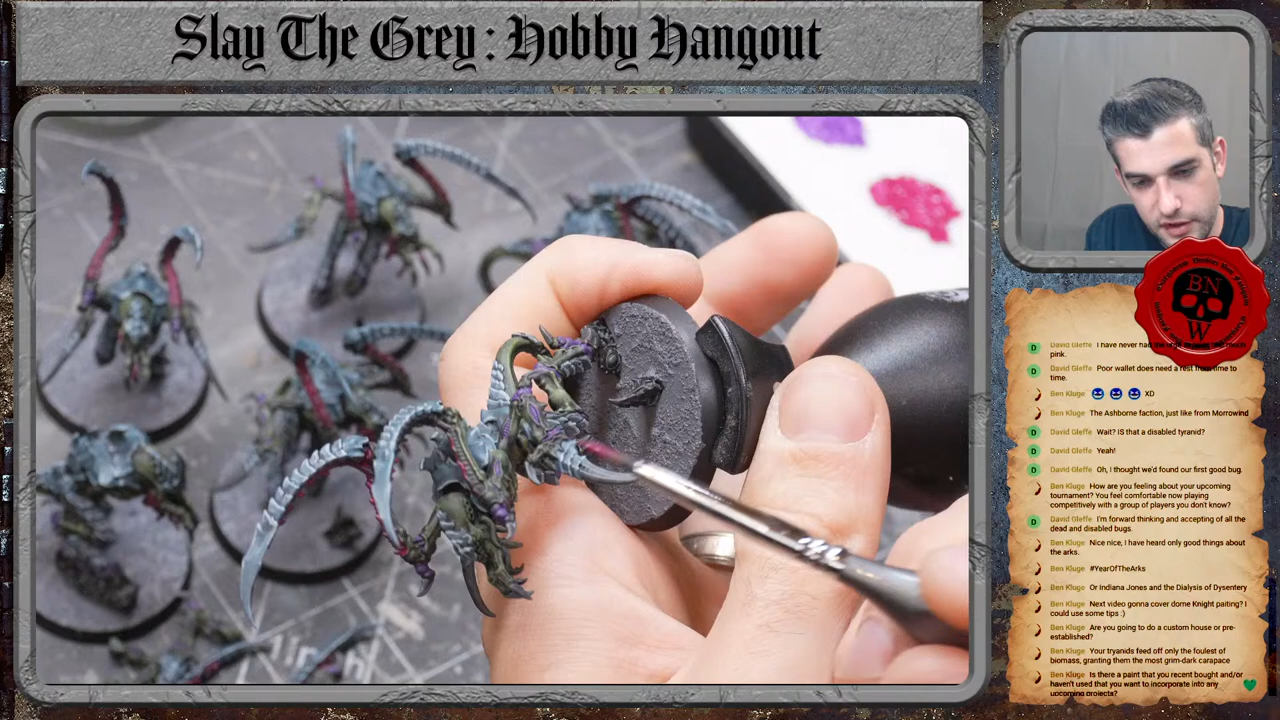 Slay The Grey : Hobby Hangout
BN
W
David Gleffe I have never had
pink.
David Gleffe Poor wallet does need a rest from time to
time.
Ben Kluge XD
Ben Kluge The Ashborne faction, just like from Morrowind
David Gleffe Wait? IS that a disabled tyranid?
David Gleffe Yeah!
David Gleffe Oh, I thought we'd found our first good bug.
Ben Kluge How are you feeling about your upcoming
tournament? You feel comfortable now playing
competitively with a group of players you don't know?
David Gleffe I'm forward thinking and accepting of all the
dead and disabled bugs.
Ben Kluge Nice nice, I have heard only good things about
the arks.
Ben Kluge #YearOfTheArks
Ben Kluge Or Indiana Jones and the Dialysis of Dysentery
Ben Kluge Next video gonna cover dome Knight paiting? I
could use some tips :)
Ben Kluge Are you going to do a custom house or pre-
established?
Ben Kluge Your tryanids feed off only the foulest of
biomass, granting them the most grim-dark carapace
Ben Kluge Is there a paint that you recent bought and/or
haven't used that you want to incorporate into any
upcoming projects?